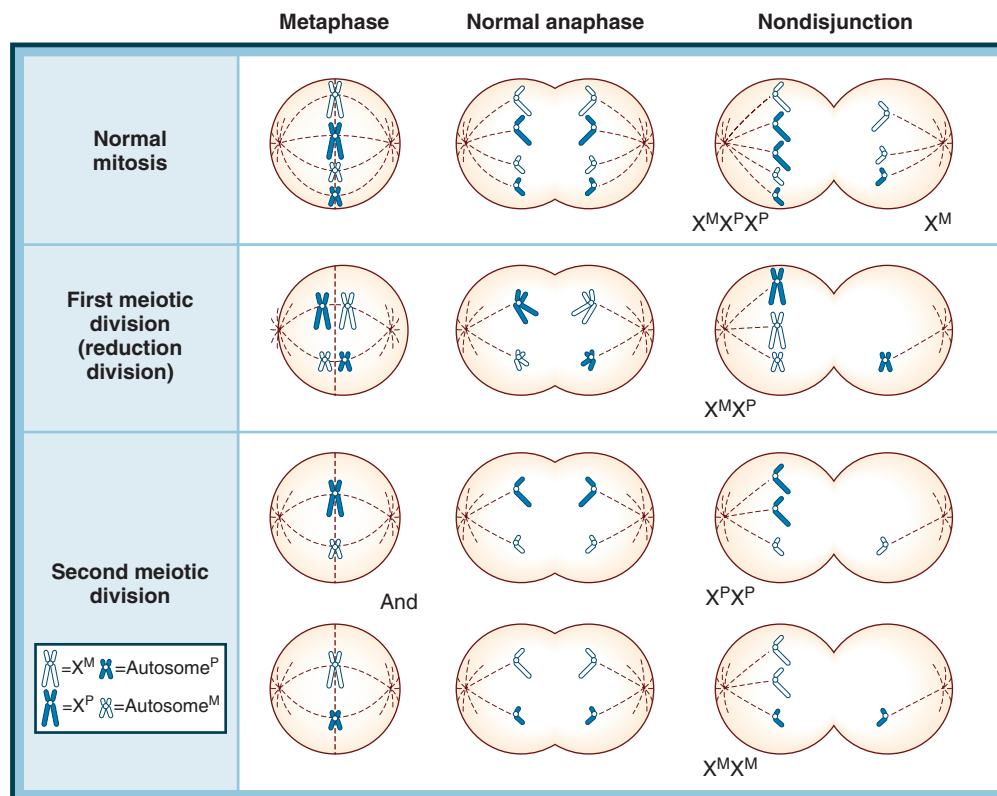 Metaphase Normal anaphase Nondisjunction
Normal
mitosis
XᴹXᴾXᴾ Xᴹ
First meiotic
division
(reduction
division)
XᴹXᴾ
Second meiotic
division
And
XᴾXᴾ
=Xᴹ =Autosomeᴾ
=Xᴾ =Autosomeᴹ
XᴹXᴹ